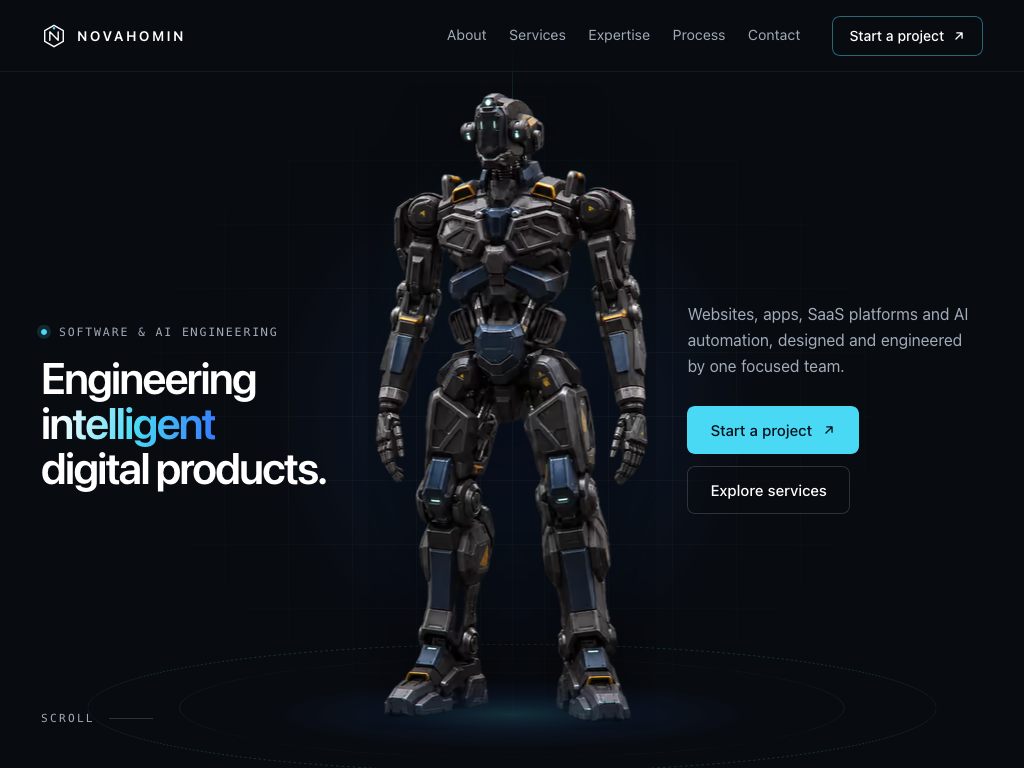 NOVAHOMIN
About Services Expertise Process Contact Start a project
SOFTWARE & AI ENGINEERING
Engineering
intelligent
digital products.
Websites, apps, SaaS platforms and AI
automation, designed and engineered
by one focused team.
Start a project
Explore services
SCROLL